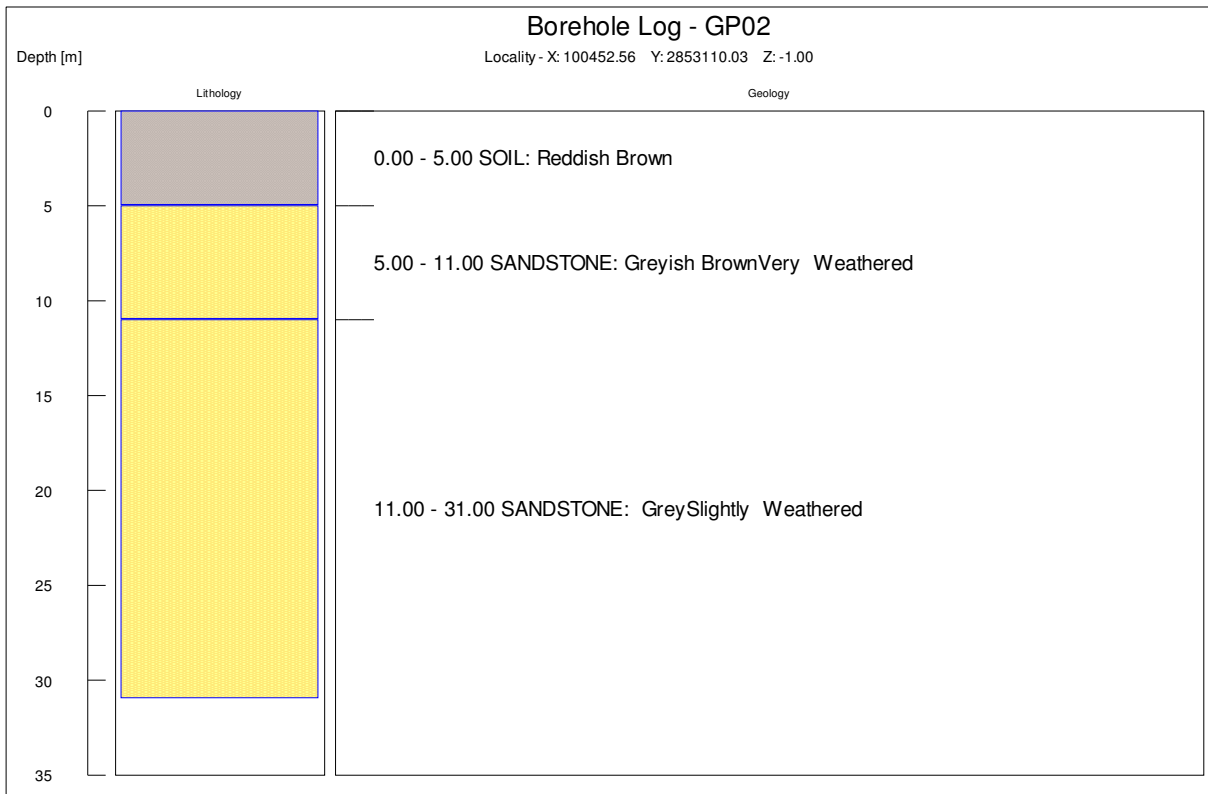 Borehole Log - GP02
Depth [m]
Locality - X: 100452.56 Y: 2853110.03 Z: -1.00
Lithology
Geology
0
0.00 - 5.00 SOIL: Reddish Brown
5
5.00 - 11.00 SANDSTONE: Greyish BrownVery Weathered
10
15
20
11.00 - 31.00 SANDSTONE: GreySlightly Weathered
25
30
35